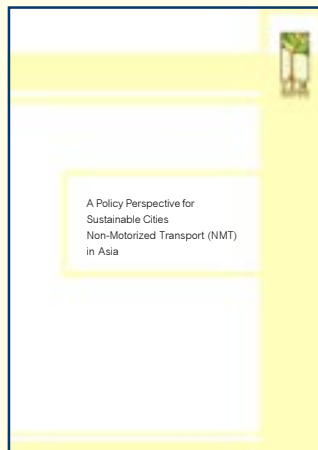 A Policy Perspective for
Sustainable Cities
Non-Motorized Transport (NMT)
in Asia